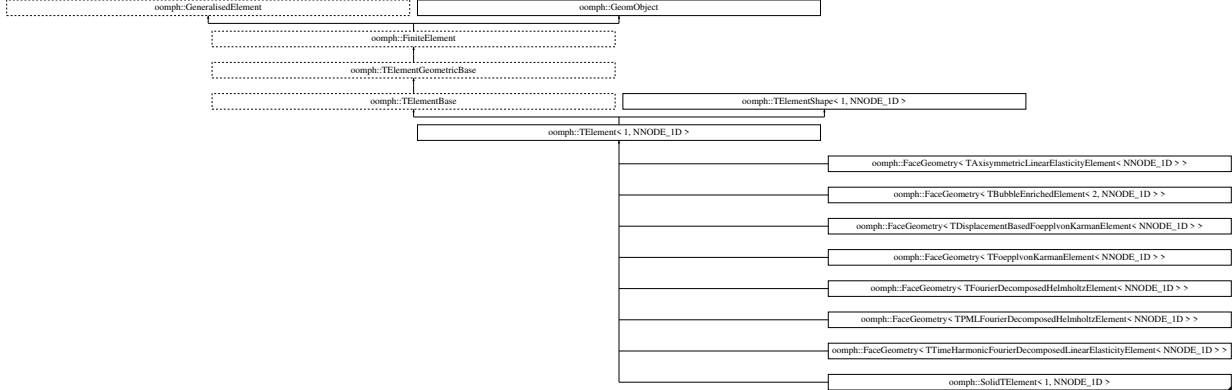 oomph::GeneralisedElement
oomph::GeomObject
oomph::FiniteElement
oomph::TElementGeometricBase
oomph::TElementBase
oomph::TElementShape< 1, NNODE_1D >
oomph::TElement< 1, NNODE_1D >
oomph::FaceGeometry< TAxisymmetricLinearElasticityElement< NNODE_1D > >
oomph::FaceGeometry< TBubbleEnrichedElement< 2, NNODE_1D > >
oomph::FaceGeometry< TDisplacementBasedFoepplvonKarmanElement< NNODE_1D > >
oomph::FaceGeometry< TFoepplvonKarmanElement< NNODE_1D > >
oomph::FaceGeometry< TFourierDecomposedHelmholtzElement< NNODE_1D > >
oomph::FaceGeometry< TPMLFourierDecomposedHelmholtzElement< NNODE_1D > >
oomph::FaceGeometry< TTimeHarmonicFourierDecomposedLinearElasticityElement< NNODE_1D > >
oomph::SolidTElement< 1, NNODE_1D >